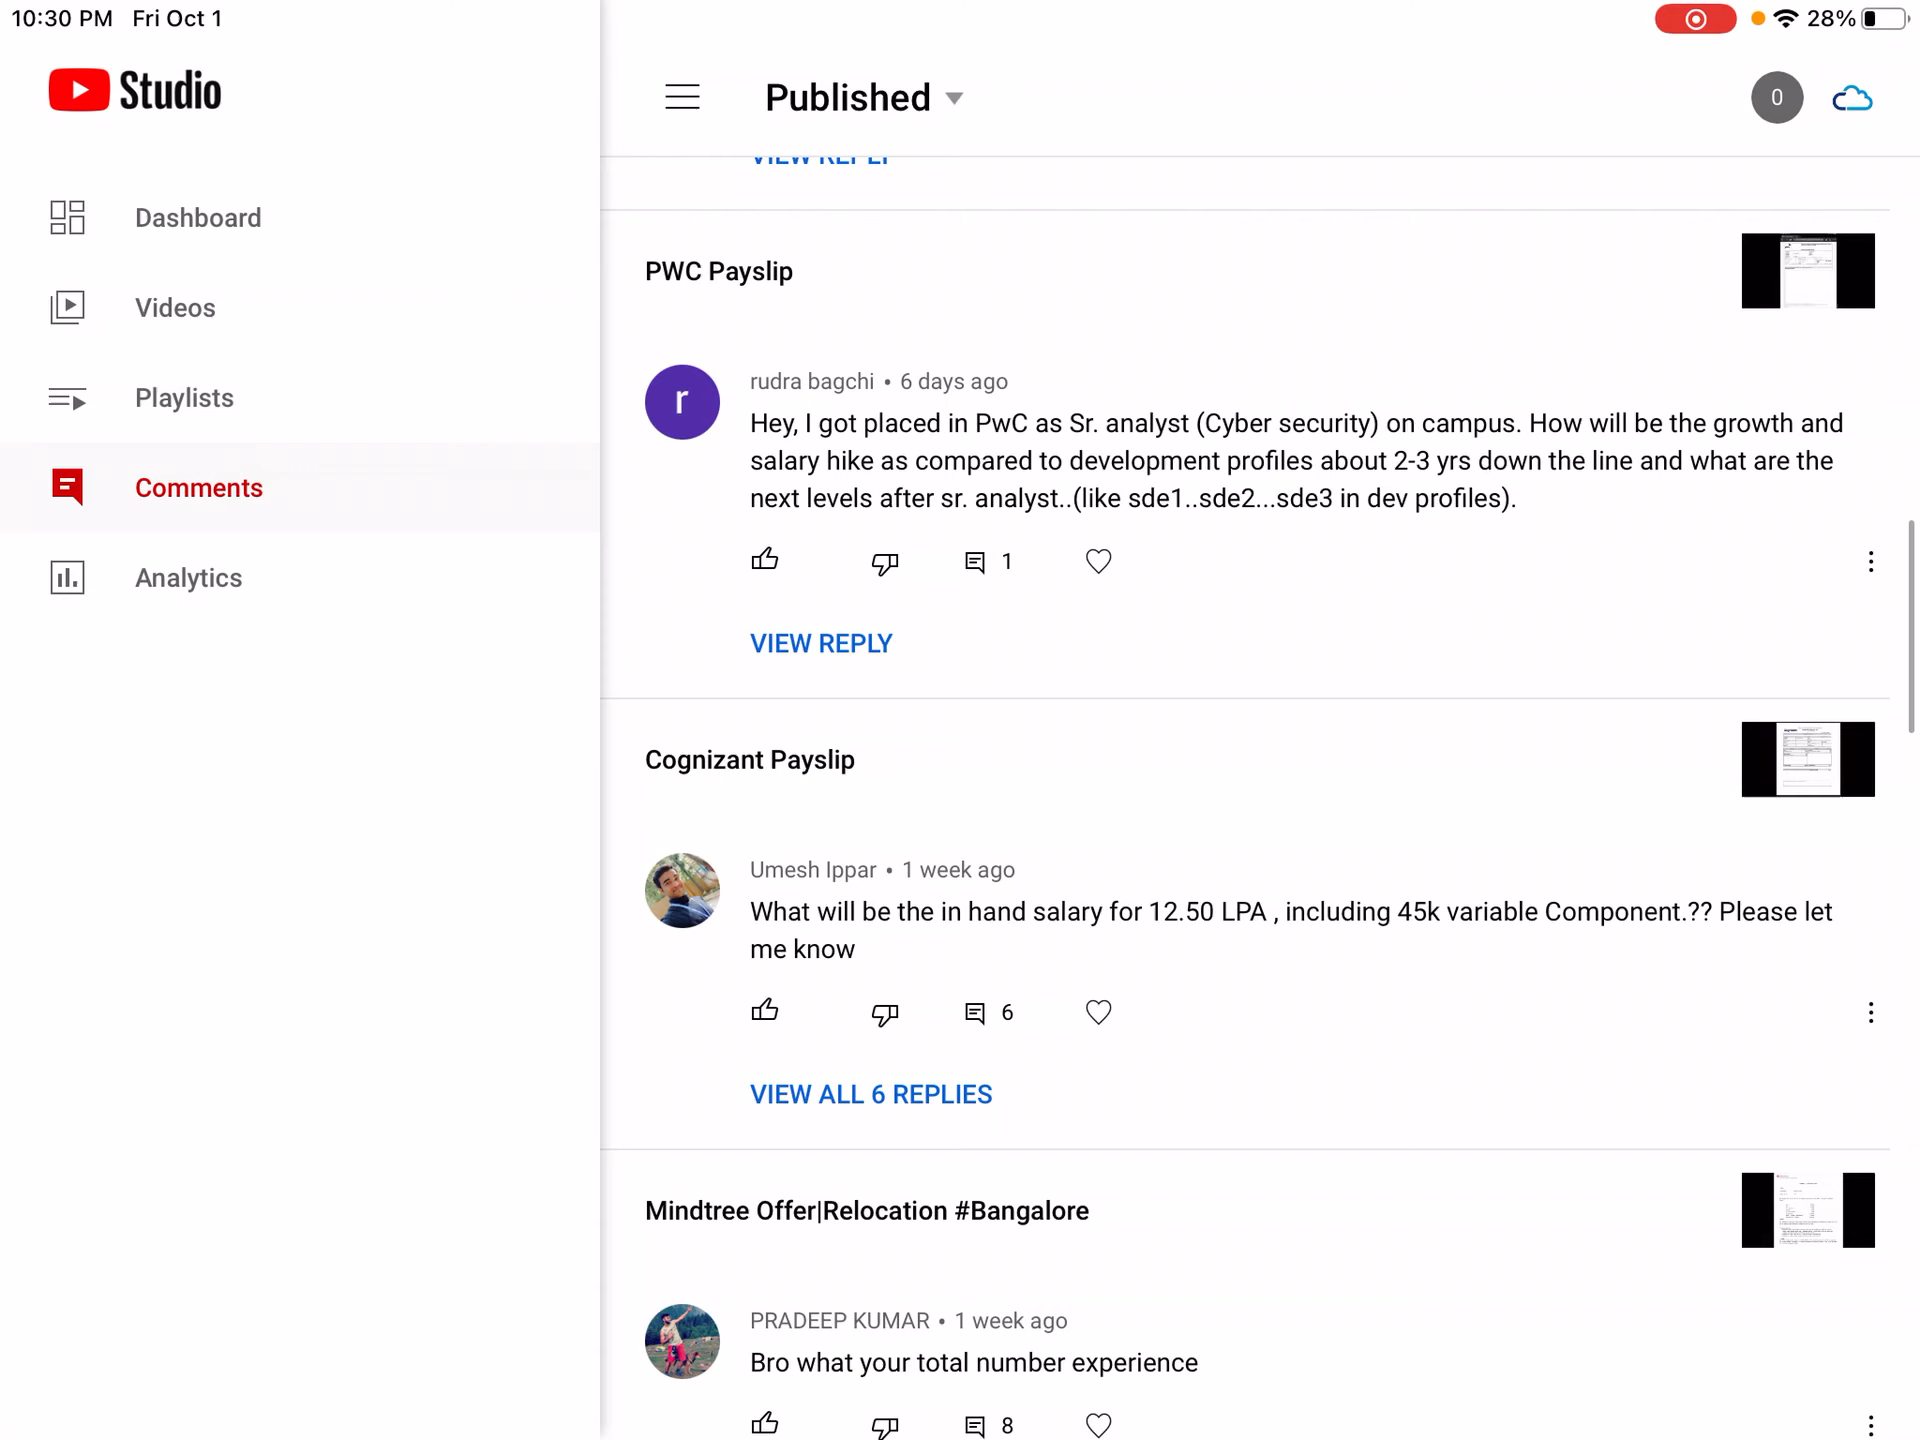 10:30 PM Fri Oct 1
28%
Studio
Published
0
Dashboard
Videos
Playlists
Comments
Analytics
VIEW REPLY
PWC Payslip
r
rudra bagchi • 6 days ago
Hey, I got placed in PwC as Sr. analyst (Cyber security) on campus. How will be the growth and
salary hike as compared to development profiles about 2-3 yrs down the line and what are the
next levels after sr. analyst..(like sde1..sde2...sde3 in dev profiles).
1
VIEW REPLY
Cognizant Payslip
Umesh Ippar • 1 week ago
What will be the in hand salary for 12.50 LPA , including 45k variable Component.?? Please let
me know
6
VIEW ALL 6 REPLIES
Mindtree Offer|Relocation #Bangalore
PRADEEP KUMAR • 1 week ago
Bro what your total number experience
8